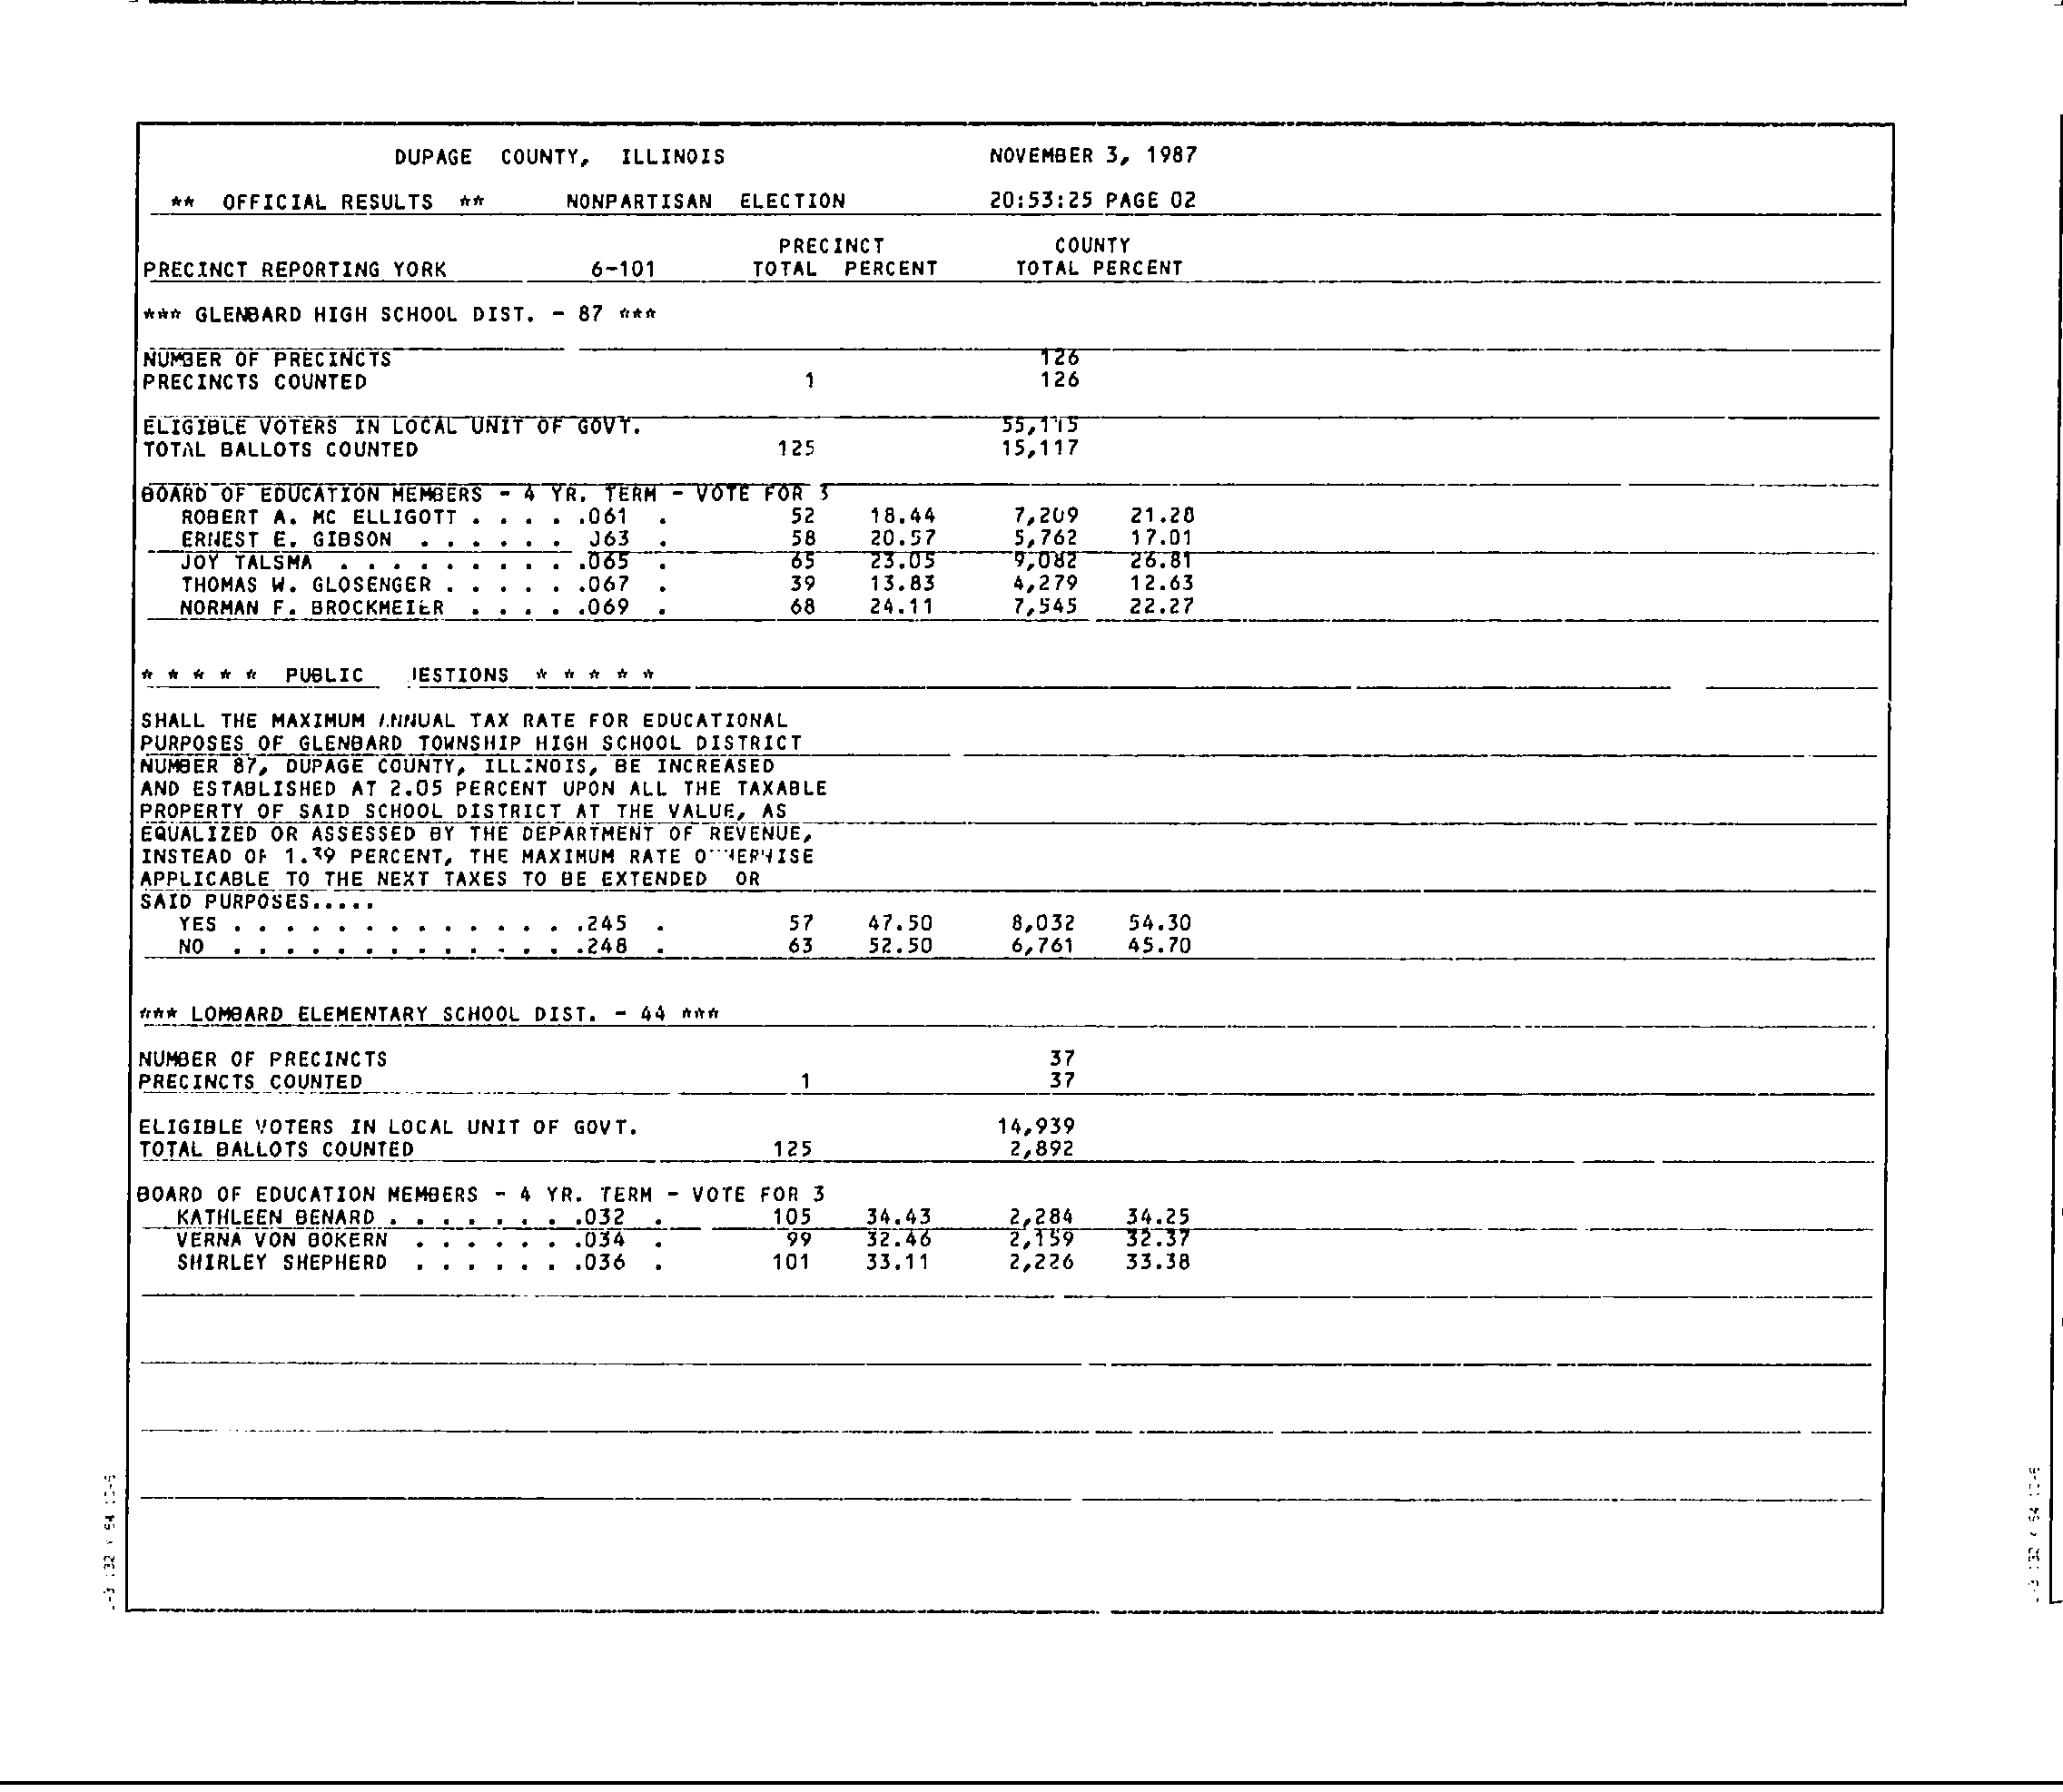 DUPAGE COUNTY, ILLINOIS NOVEMBER 3, 1987
** OFFICIAL RESULTS ** NONPARTISAN ELECTION 20:53:25 PAGE 02
PRECINCT COUNTY
PRECINCT REPORTING YORK 6-101 TOTAL PERCENT TOTAL PERCENT
*** GLENBARD HIGH SCHOOL DIST. - 87 ***
NUMBER OF PRECINCTS 126
PRECINCTS COUNTED 1 126
ELIGIBLE VOTERS IN LOCAL UNIT OF GOVT. 55,115
TOTAL BALLOTS COUNTED 125 15,117
BOARD OF EDUCATION MEMBERS - 4 YR. TERM - VOTE FOR 3
ROBERT A. MC ELLIGOTT . . . . .061 . 52 18.44 7,209 21.28
ERNEST E. GIBSON . . . . . . 063 . 58 20.57 5,762 17.01
JOY TALSMA . . . . . . . . . .065 . 65 23.05 9,082 26.81
THOMAS W. GLOSENGER . . . . . .067 . 39 13.83 4,279 12.63
NORMAN F. BROCKMEIER . . . . .069 . 68 24.11 7,545 22.27
* * * * * PUBLIC ESTIONS * * * * *
SHALL THE MAXIMUM ANNUAL TAX RATE FOR EDUCATIONAL
PURPOSES OF GLENBARD TOWNSHIP HIGH SCHOOL DISTRICT
NUMBER 87, DUPAGE COUNTY, ILLINOIS, BE INCREASED
AND ESTABLISHED AT 2.05 PERCENT UPON ALL THE TAXABLE
PROPERTY OF SAID SCHOOL DISTRICT AT THE VALUE, AS
EQUALIZED OR ASSESSED BY THE DEPARTMENT OF REVENUE,
INSTEAD OF 1.39 PERCENT, THE MAXIMUM RATE OTHERWISE
APPLICABLE TO THE NEXT TAXES TO BE EXTENDED OR
SAID PURPOSES.....
YES . . . . . . . . . . . . . .245 . 57 47.50 8,032 54.30
NO . . . . . . . . . . . . . .248 . 63 52.50 6,761 45.70
*** LOMBARD ELEMENTARY SCHOOL DIST. - 44 ***
NUMBER OF PRECINCTS 37
PRECINCTS COUNTED 1 37
ELIGIBLE VOTERS IN LOCAL UNIT OF GOVT. 14,939
TOTAL BALLOTS COUNTED 125 2,892
BOARD OF EDUCATION MEMBERS - 4 YR. TERM - VOTE FOR 3
KATHLEEN BENARD . . . . . . . .032 . 105 34.43 2,284 34.25
VERNA VON BOKERN . . . . . . .034 . 99 32.46 2,159 32.37
SHIRLEY SHEPHERD . . . . . . .036 . 101 33.11 2,226 33.38